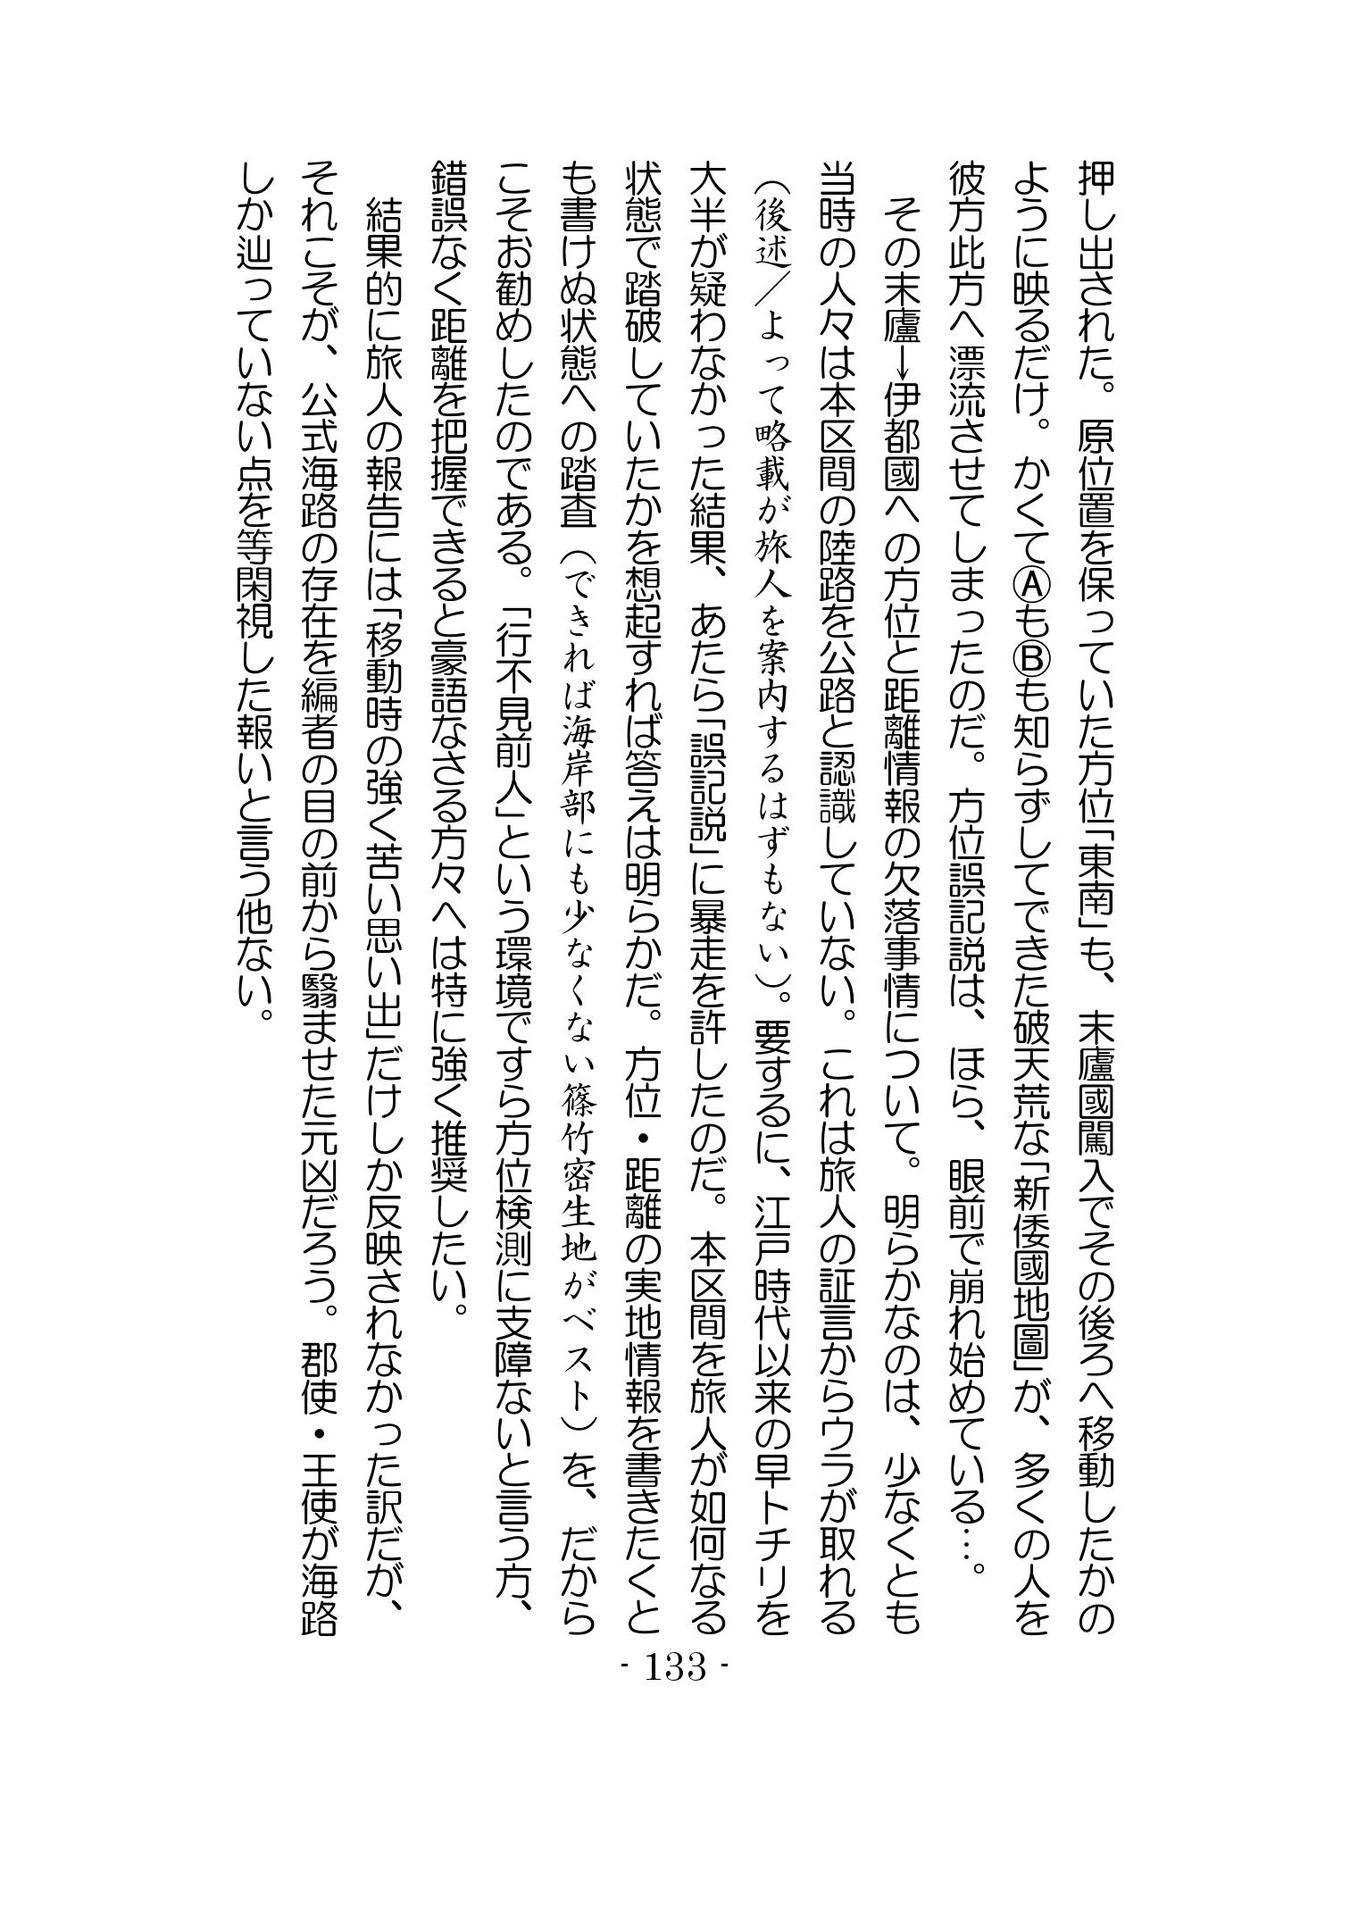 押し出された。原位置を保っていた方位「東南」も、末廬國闖入でその後ろへ移動したかの
ように映るだけ。かくてⒶもⒷも知らずしてできた破天荒な「新倭國地圖」が、多くの人を
彼方此方へ漂流させてしまったのだ。方位誤記説は、ほら、眼前で崩れ始めている…。
その末廬→伊都國への方位と距離情報の欠落事情について。明らかなのは、少なくとも
当時の人々は本区間の陸路を公路と認識していない。これは旅人の証言からウラが取れる
（後述／よって略載が旅人を案内するはずもない）。要するに、江戸時代以来の早トチリを
大半が疑わなかった結果、あたら「誤記説」に暴走を許したのだ。本区間を旅人が如何なる
状態で踏破していたかを想起すれば答えは明らかだ。方位・距離の実地情報を書きたくと
も書けぬ状態への踏査（できれば海岸部にも少なくない篠竹密生地がベスト）を、だから
こそお勧めしたのである。「行不見前人」という環境ですら方位検測に支障ないと言う方、
錯誤なく距離を把握できると豪語なさる方々へは特に強く推奨したい。
結果的に旅人の報告には「移動時の強く苦い思い出」だけしか反映されなかった訳だが、
それこそが、公式海路の存在を編者の目の前から翳ませた元凶だろう。郡使・王使が海路
しか辿っていない点を等閑視した報いと言う他ない。
- 133 -